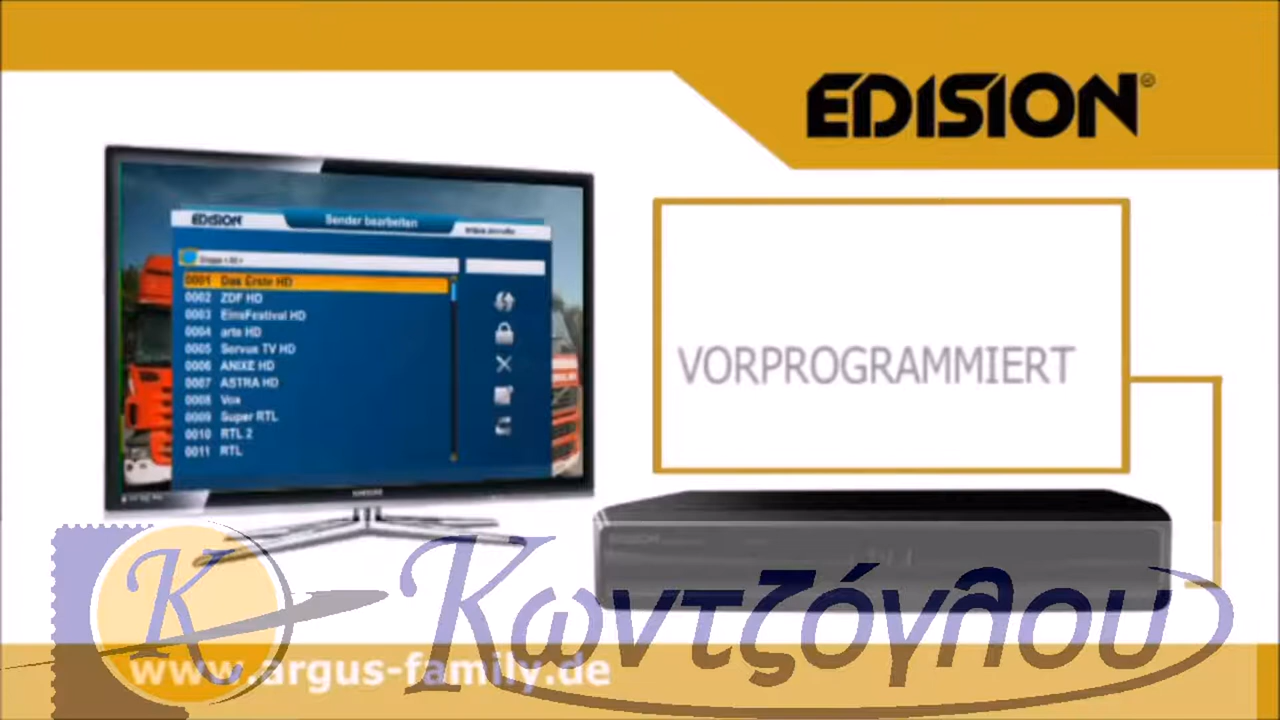 EDISION®
EDISION
Sender bearbeiten
0001 Das Erste HD
0002 ZDF HD
0003 EinsFestival HD
0004 arte HD
0005 Servus TV HD
0006 ANIXE HD
0007 ASTRA HD
0008 Vox
0009 Super RTL
0010 RTL 2
0011 RTL
SAMSUNG
VORPROGRAMMIERT
EDISION
K
Κωντζόγλου
www.argus-family.de